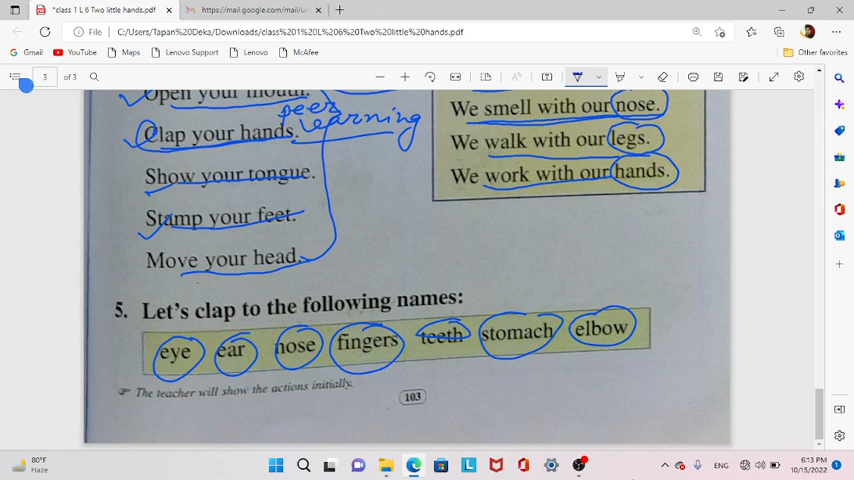 *class 1 L 6 Two little hands.pdf
https://mail.google.com/mail/u/
File
C:/Users/Tapan Deka/Downloads/class%201%20L%206%20Two%20little%20hands.pdf
Gmail
YouTube
Maps
Lenovo Support
Lenovo
McAfee
Other favorites
3 of 3
Open your mouth.
peer learning
Clap your hands.
Show your tongue.
Stamp your feet.
Move your head.
We smell with our nose.
We walk with our legs.
We work with our hands.
5. Let's clap to the following names:
eye ear nose fingers teeth stomach elbow
The teacher will show the actions initially.
103
80°F
Haze
ENG
6:13 PM
10/15/2022